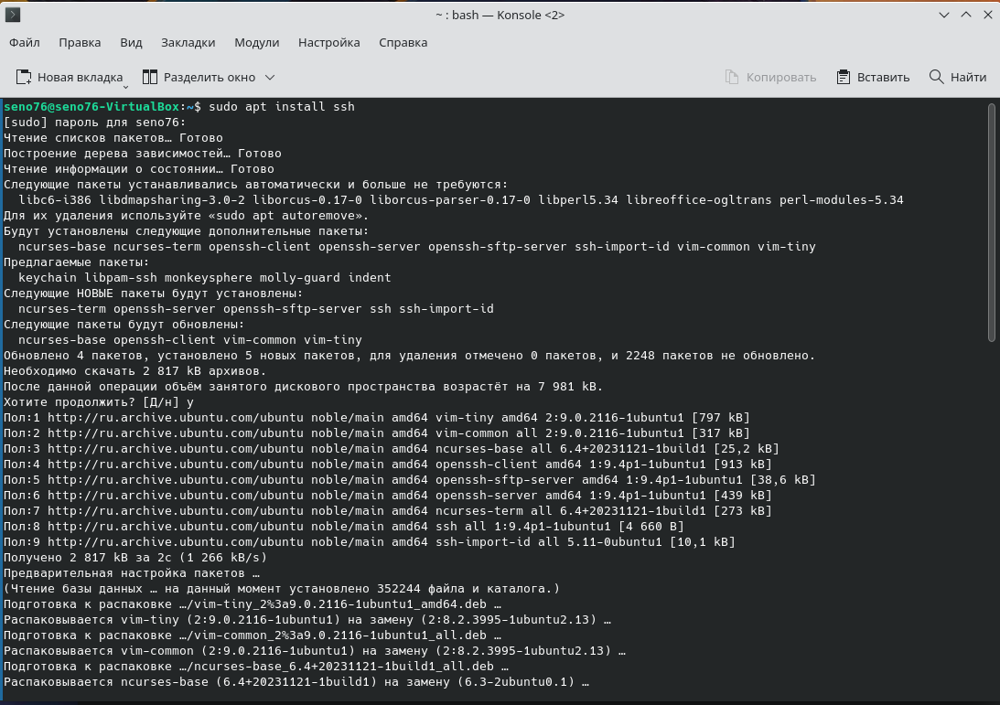 ~ : bash — Konsole <2>
Файл Правка Вид Закладки Модули Настройка Справка
Новая вкладка Разделить окно Копировать Вставить Найти
seno76@seno76-VirtualBox:~$ sudo apt install ssh
[sudo] пароль для seno76:
Чтение списков пакетов… Готово
Построение дерева зависимостей… Готово
Чтение информации о состоянии… Готово
Следующие пакеты устанавливались автоматически и больше не требуются:
libc6-i386 libdmapsharing-3.0-2 liborcus-0.17-0 liborcus-parser-0.17-0 libperl5.34 libreoffice-ogltrans perl-modules-5.34
Для их удаления используйте «sudo apt autoremove».
Будут установлены следующие дополнительные пакеты:
ncurses-base ncurses-term openssh-client openssh-server openssh-sftp-server ssh-import-id vim-common vim-tiny
Предлагаемые пакеты:
keychain libpam-ssh monkeysphere molly-guard indent
Следующие НОВЫЕ пакеты будут установлены:
ncurses-term openssh-server openssh-sftp-server ssh ssh-import-id
Следующие пакеты будут обновлены:
ncurses-base openssh-client vim-common vim-tiny
Обновлено 4 пакетов, установлено 5 новых пакетов, для удаления отмечено 0 пакетов, и 2248 пакетов не обновлено.
Необходимо скачать 2 817 kB архивов.
После данной операции объём занятого дискового пространства возрастёт на 7 981 kB.
Хотите продолжить? [Д/н] y
Пол:1 http://ru.archive.ubuntu.com/ubuntu noble/main amd64 vim-tiny amd64 2:9.0.2116-1ubuntu1 [797 kB]
Пол:2 http://ru.archive.ubuntu.com/ubuntu noble/main amd64 vim-common all 2:9.0.2116-1ubuntu1 [317 kB]
Пол:3 http://ru.archive.ubuntu.com/ubuntu noble/main amd64 ncurses-base all 6.4+20231121-1build1 [25,2 kB]
Пол:4 http://ru.archive.ubuntu.com/ubuntu noble/main amd64 openssh-client amd64 1:9.4p1-1ubuntu1 [913 kB]
Пол:5 http://ru.archive.ubuntu.com/ubuntu noble/main amd64 openssh-sftp-server amd64 1:9.4p1-1ubuntu1 [38,6 kB]
Пол:6 http://ru.archive.ubuntu.com/ubuntu noble/main amd64 openssh-server amd64 1:9.4p1-1ubuntu1 [439 kB]
Пол:7 http://ru.archive.ubuntu.com/ubuntu noble/main amd64 ncurses-term all 6.4+20231121-1build1 [273 kB]
Пол:8 http://ru.archive.ubuntu.com/ubuntu noble/main amd64 ssh all 1:9.4p1-1ubuntu1 [4 660 B]
Пол:9 http://ru.archive.ubuntu.com/ubuntu noble/main amd64 ssh-import-id all 5.11-0ubuntu1 [10,1 kB]
Получено 2 817 kB за 2с (1 266 kB/s)
Предварительная настройка пакетов …
(Чтение базы данных … на данный момент установлено 352244 файла и каталога.)
Подготовка к распаковке …/vim-tiny_2%3a9.0.2116-1ubuntu1_amd64.deb …
Распаковывается vim-tiny (2:9.0.2116-1ubuntu1) на замену (2:8.2.3995-1ubuntu2.13) …
Подготовка к распаковке …/vim-common_2%3a9.0.2116-1ubuntu1_all.deb …
Распаковывается vim-common (2:9.0.2116-1ubuntu1) на замену (2:8.2.3995-1ubuntu2.13) …
Подготовка к распаковке …/ncurses-base_6.4+20231121-1build1_all.deb …
Распаковывается ncurses-base (6.4+20231121-1build1) на замену (6.3-2ubuntu0.1) …